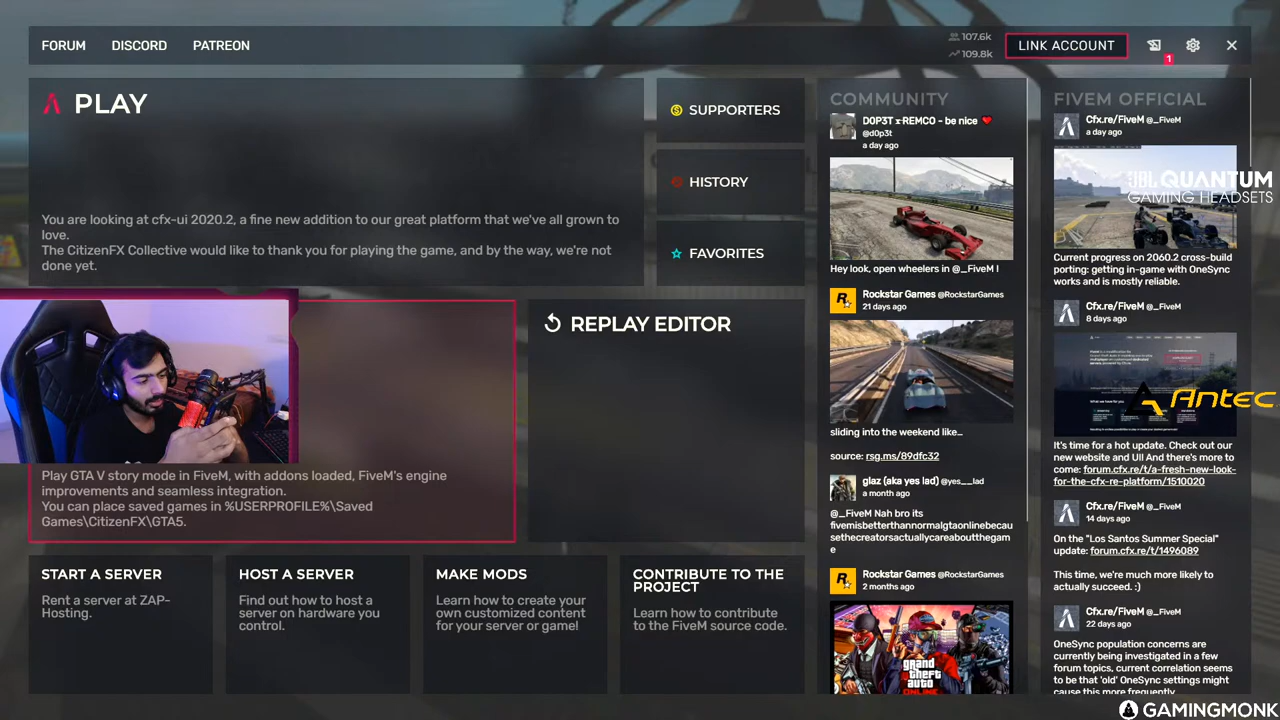 FORUM
DISCORD
PATREON
107.6k
109.8k
LINK ACCOUNT
1
PLAY
You are looking at cfx-ui 2020.2, a fine new addition to our great platform that we've all grown to
love.
The CitizenFX Collective would like to thank you for playing the game, and by the way, we're not
done yet.
SUPPORTERS
HISTORY
FAVORITES
Play GTA V story mode in FiveM, with addons loaded, FiveM's engine
improvements and seamless integration.
You can place saved games in %USERPROFILE%\Saved
Games\CitizenFX\GTA5.
REPLAY EDITOR
START A SERVER
Rent a server at ZAP-
Hosting.
HOST A SERVER
Find out how to host a
server on hardware you
control.
MAKE MODS
Learn how to create your
own customized content
for your server or game!
CONTRIBUTE TO THE
PROJECT
Learn how to contribute
to the FiveM source code.
COMMUNITY
D0P3T x REMCO - be nice
@d0p3t
a day ago
Hey look, open wheelers in @_FiveM !
Rockstar Games @RockstarGames
21 days ago
sliding into the weekend like...
source: rsg.ms/89dfc32
glaz (aka yes lad) @yes__lad
a month ago
@_FiveM Nah bro its
fivemisbetterthannormalgtaonlinebecau
sethecreatorsactuallycareaboutthegam
e
Rockstar Games @RockstarGames
2 months ago
grand
theft
auto
ONLINE
FIVEM OFFICIAL
Cfx.re/FiveM @_FiveM
a day ago
JBL QUANTUM
GAMING HEADSETS
Current progress on 2060.2 cross-build
porting: getting in-game with OneSync
works and is mostly reliable.
Cfx.re/FiveM @_FiveM
8 days ago
Antec
It's time for a hot update. Check out our
new website and UI! And there's more to
come: forum.cfx.re/t/a-fresh-new-look-
for-the-cfx-re-platform/1510020
Cfx.re/FiveM @_FiveM
14 days ago
On the "Los Santos Summer Special"
update: forum.cfx.re/t/1496089
This time, we're much more likely to
actually succeed. :)
Cfx.re/FiveM @_FiveM
22 days ago
OneSync population concerns are
currently being investigated in a few
forum topics, current correlation seems
to be that 'old' OneSync settings might
cause this more frequently
GAMINGMONK